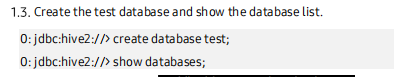 1.3. Create the test database and show the database list.
0: jdbc:hive2://> create database test;
0: jdbc:hive2://> show databases;